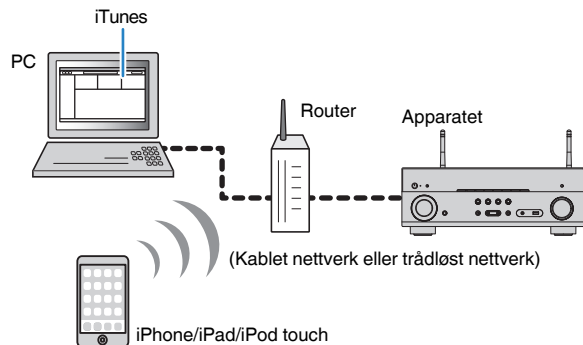 iTunes
PC
Router
Apparatet
(Kablet nettverk eller trådløst nettverk)
iPhone/iPad/iPod touch